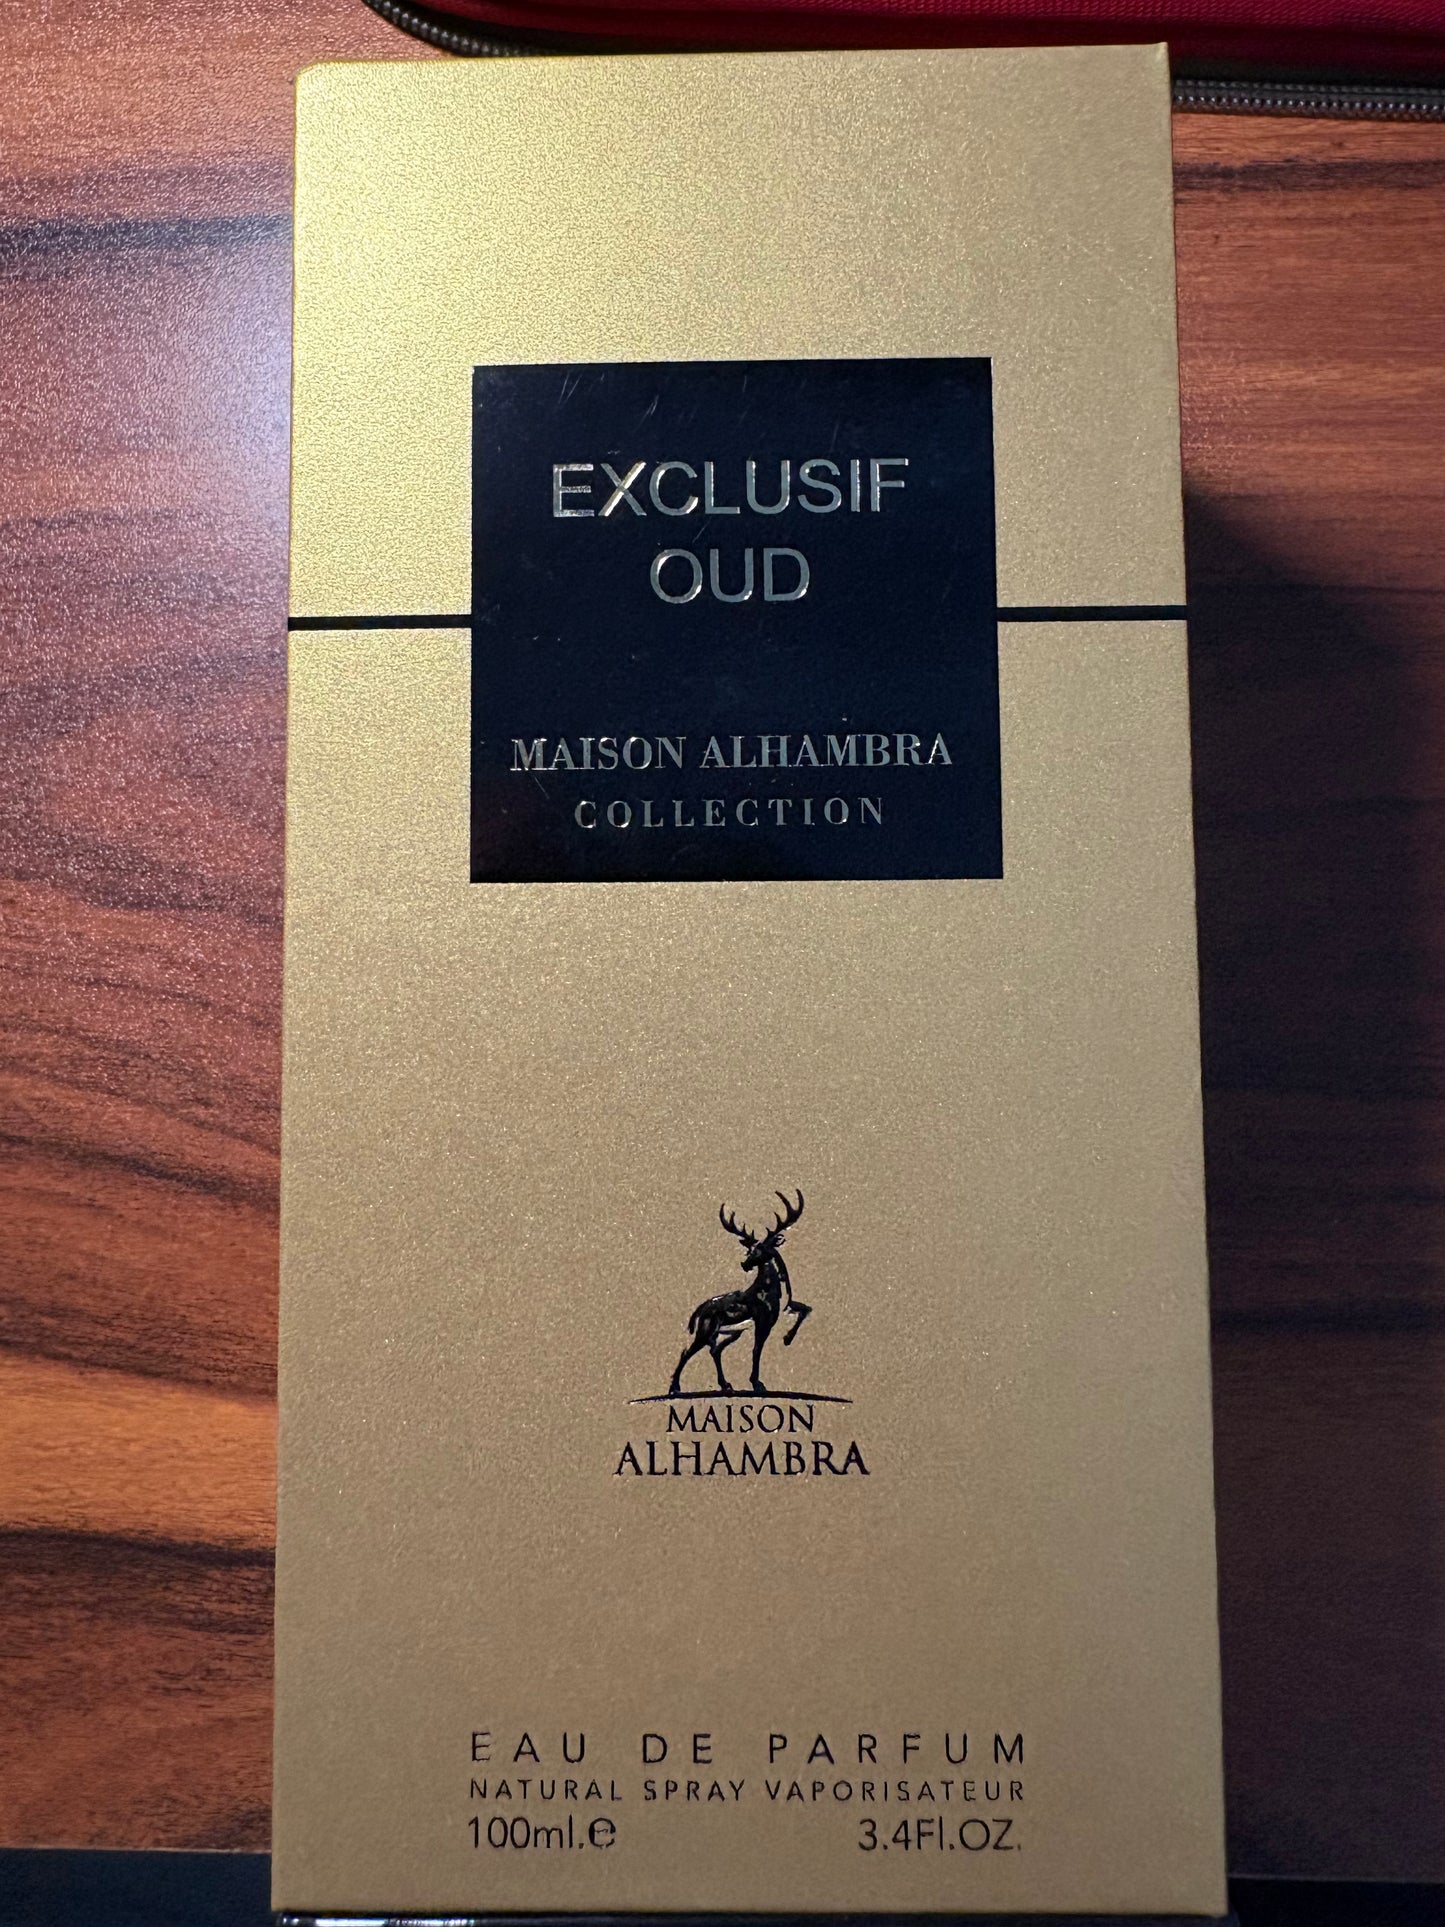 EXCLUSIF
OUD
MAISON ALHAMBRA
COLLECTION
MAISON
ALHAMBRA
EAU DE PARFUM
NATURAL SPRAY VAPORISATEUR
100ml.e 3.4Fl.OZ.